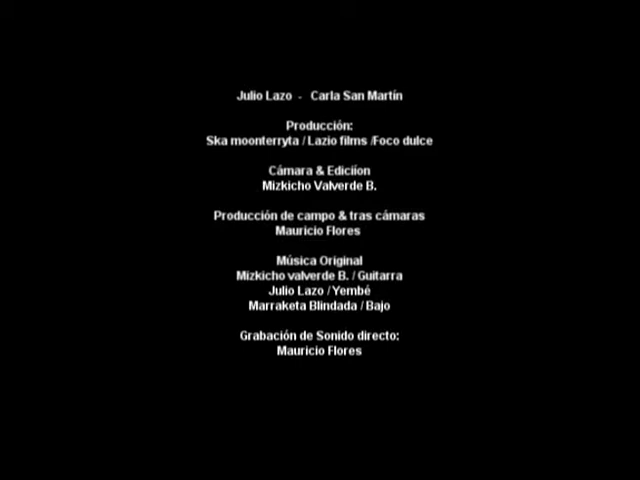 Julio Lazo - Carla San Martín
Producción:
Ska moonterryta / Lazio films /Foco dulce
Cámara & Ediciíon
Mizkicho Valverde B.
Producción de campo & tras cámaras
Mauricio Flores
Música Original
Mizkicho valverde B. / Guitarra
Julio Lazo / Yembé
Marraketa Blindada / Bajo
Grabación de Sonido directo:
Mauricio Flores